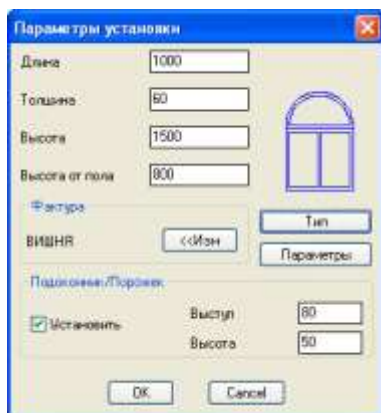 Параметры установки
Длина 1000
Толщина 60
Высота 1500
Высота от пола 800
Фактура
ВИШНЯ <<Изм
Тип
Параметры
Подоконник/Порожек
Установить
Выступ 80
Высота 50
OK Cancel